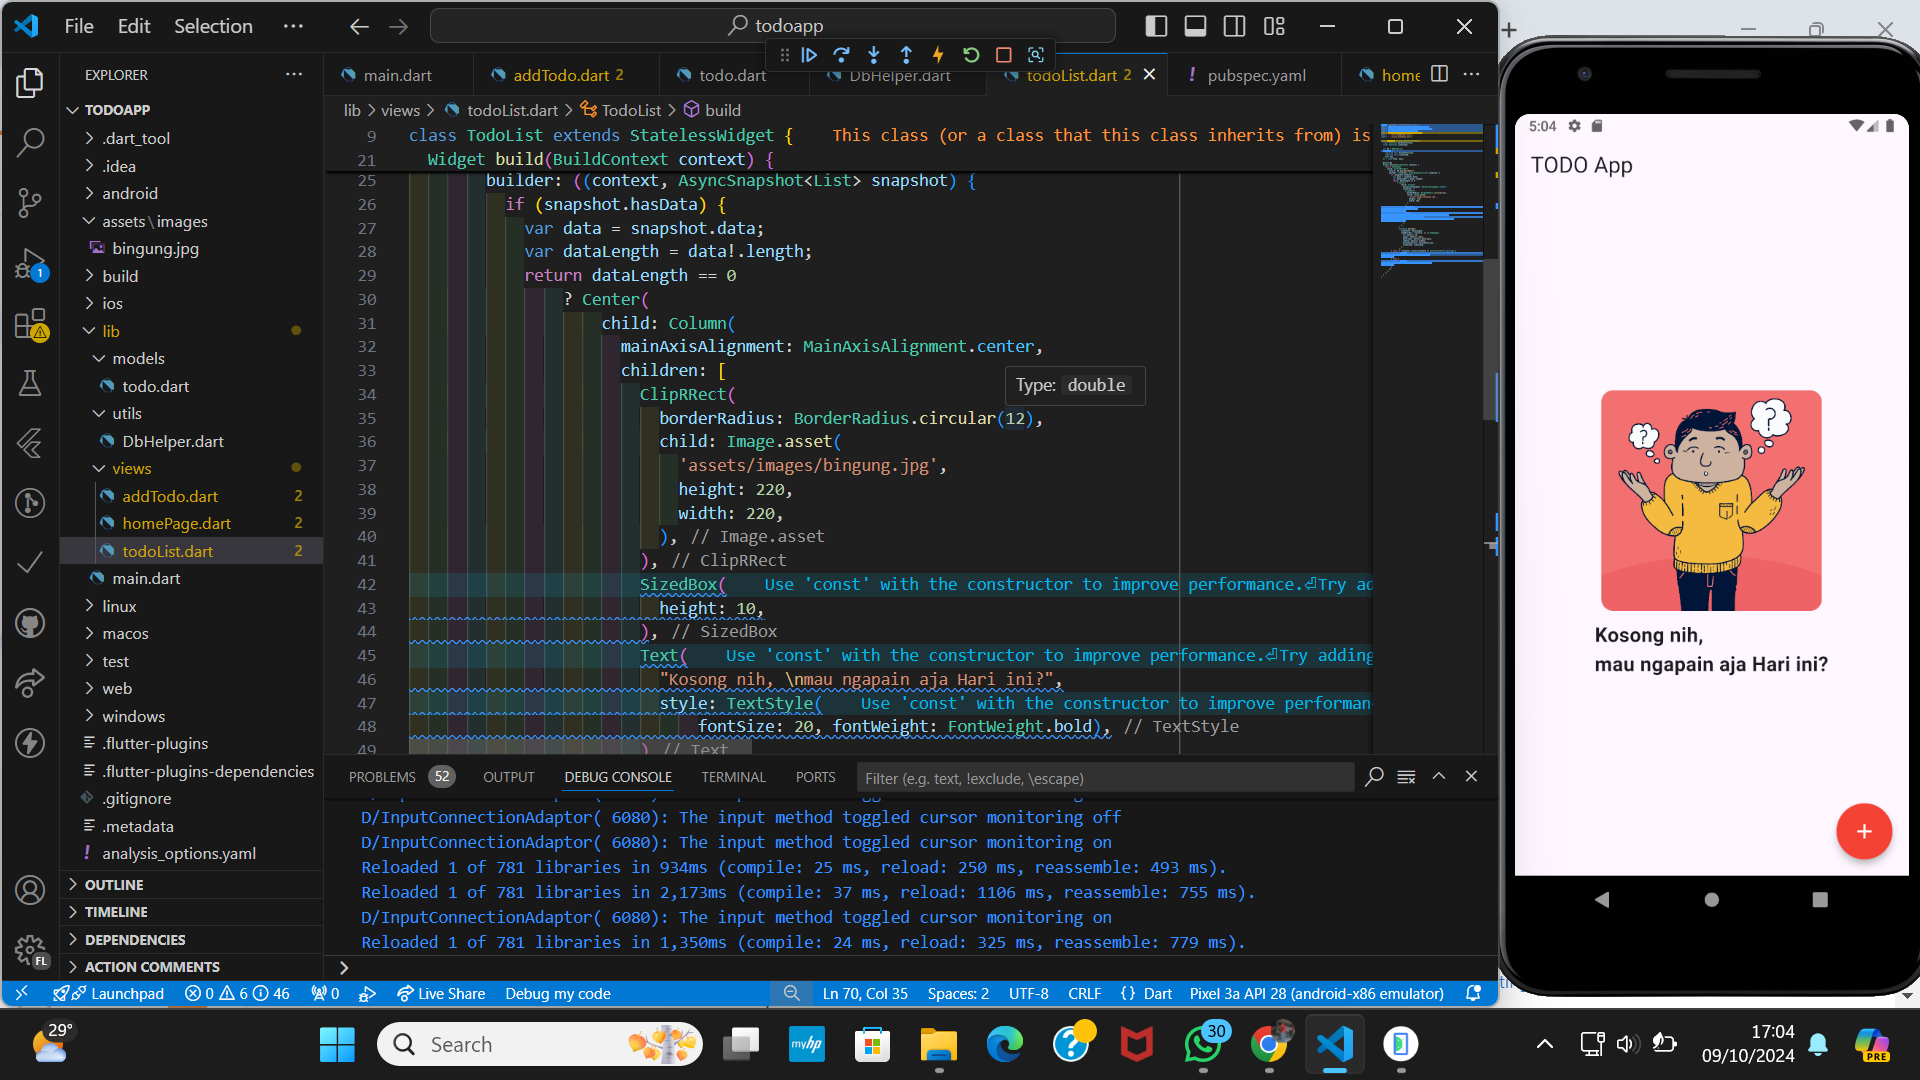 File
Edit
Selection
···
todoapp
EXPLORER
···
TODOAPP
.dart_tool
.idea
android
assets\images
bingung.jpg
build
ios
lib
models
todo.dart
utils
DbHelper.dart
views
addTodo.dart 2
homePage.dart 2
todoList.dart 2
main.dart
linux
macos
test
web
windows
.flutter-plugins
.flutter-plugins-dependencies
.gitignore
.metadata
! analysis_options.yaml
OUTLINE
TIMELINE
DEPENDENCIES
ACTION COMMENTS
1
FL
main.dart
addTodo.dart 2
todo.dart
DbHelper.dart
todoList.dart 2
! pubspec.yaml
home
···
lib > views > todoList.dart > TodoList > build
9 class TodoList extends StatelessWidget { This class (or a class that this class inherits from) is
21 Widget build(BuildContext context) {
25 builder: ((context, AsyncSnapshot<List> snapshot) {
26 if (snapshot.hasData) {
27 var data = snapshot.data;
28 var dataLength = data!.length;
29 return dataLength == 0
30 ? Center(
31 child: Column(
32 mainAxisAlignment: MainAxisAlignment.center,
33 children: [
Type: double
34 ClipRRect(
35 borderRadius: BorderRadius.circular(12),
36 child: Image.asset(
37 'assets/images/bingung.jpg',
38 height: 220,
39 width: 220,
40 ), // Image.asset
41 ), // ClipRRect
42 SizedBox( Use 'const' with the constructor to improve performance.⏎Try ad
43 height: 10,
44 ), // SizedBox
45 Text( Use 'const' with the constructor to improve performance.⏎Try adding
46 "Kosong nih, \nmau ngapain aja Hari ini?",
47 style: TextStyle( Use 'const' with the constructor to improve performan
48 fontSize: 20, fontWeight: FontWeight.bold), // TextStyle
49 ) // Text
PROBLEMS 52
OUTPUT
DEBUG CONSOLE
TERMINAL
PORTS
Filter (e.g. text, !exclude, \escape)
D/InputConnectionAdaptor( 6080): The input method toggled cursor monitoring off
D/InputConnectionAdaptor( 6080): The input method toggled cursor monitoring on
Reloaded 1 of 781 libraries in 934ms (compile: 25 ms, reload: 250 ms, reassemble: 493 ms).
Reloaded 1 of 781 libraries in 2,173ms (compile: 37 ms, reload: 1106 ms, reassemble: 755 ms).
D/InputConnectionAdaptor( 6080): The input method toggled cursor monitoring on
Reloaded 1 of 781 libraries in 1,350ms (compile: 24 ms, reload: 325 ms, reassemble: 779 ms).
>
Launchpad
0 6 46
0
Live Share
Debug my code
Ln 70, Col 35
Spaces: 2
UTF-8
CRLF
{ } Dart
Pixel 3a API 28 (android-x86 emulator)
5:04
TODO App
? ?
Kosong nih,
mau ngapain aja Hari ini?
+
29°
Search
myhp
30
17:04
09/10/2024
PRE